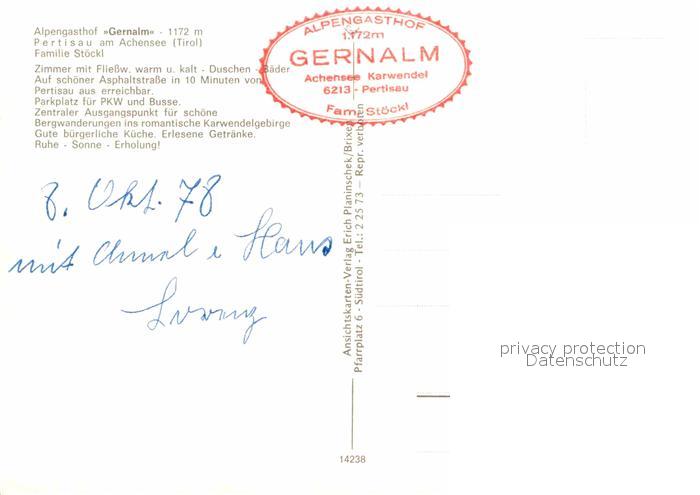 Alpengasthof »Gernalm« - 1172 m
Pertisau am Achensee (Tirol)
Familie Stöckl
Zimmer mit Fließw. warm u. kalt - Duschen - Bäder
Auf schöner Asphaltstraße in 10 Minuten von
Pertisau aus erreichbar.
Parkplatz für PKW und Busse.
Zentraler Ausgangspunkt für schöne
Bergwanderungen ins romantische Karwendelgebirge
Gute bürgerliche Küche. Erlesene Getränke.
Ruhe - Sonne - Erholung!
ALPENGASTHOF
1.172m
GERNALM
Achensee Karwendel
6213 - Pertisau
Fam. Stöckl
8. Okt. 78
mit
Hans
Ansichtskarten-Verlag Erich Planinschek/Brixen
Pfarrplatz 6 - Südtirol - Tel.: 2 25 73 — Repr. verboten
14238
privacy protection
Datenschutz